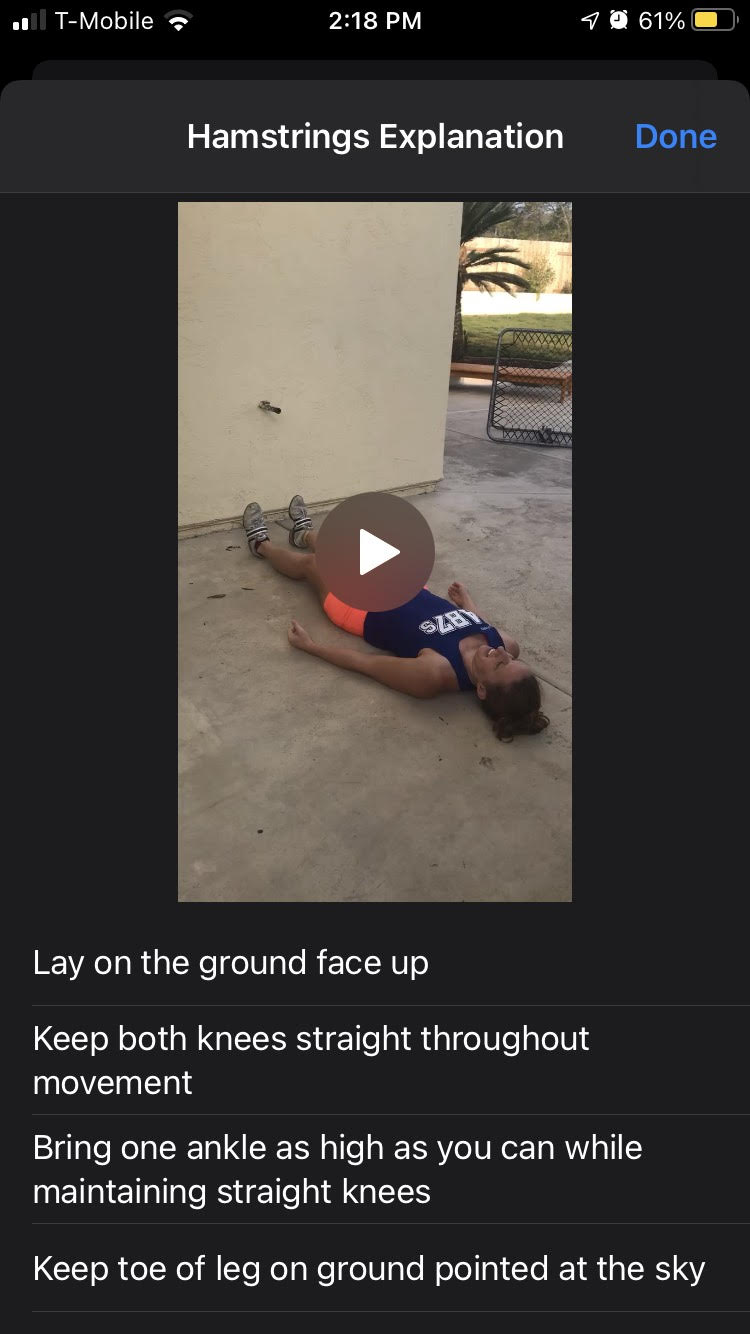 T-Mobile 2:18 PM 61%
Hamstrings Explanation Done
Lay on the ground face up
Keep both knees straight throughout
movement
Bring one ankle as high as you can while
maintaining straight knees
Keep toe of leg on ground pointed at the sky